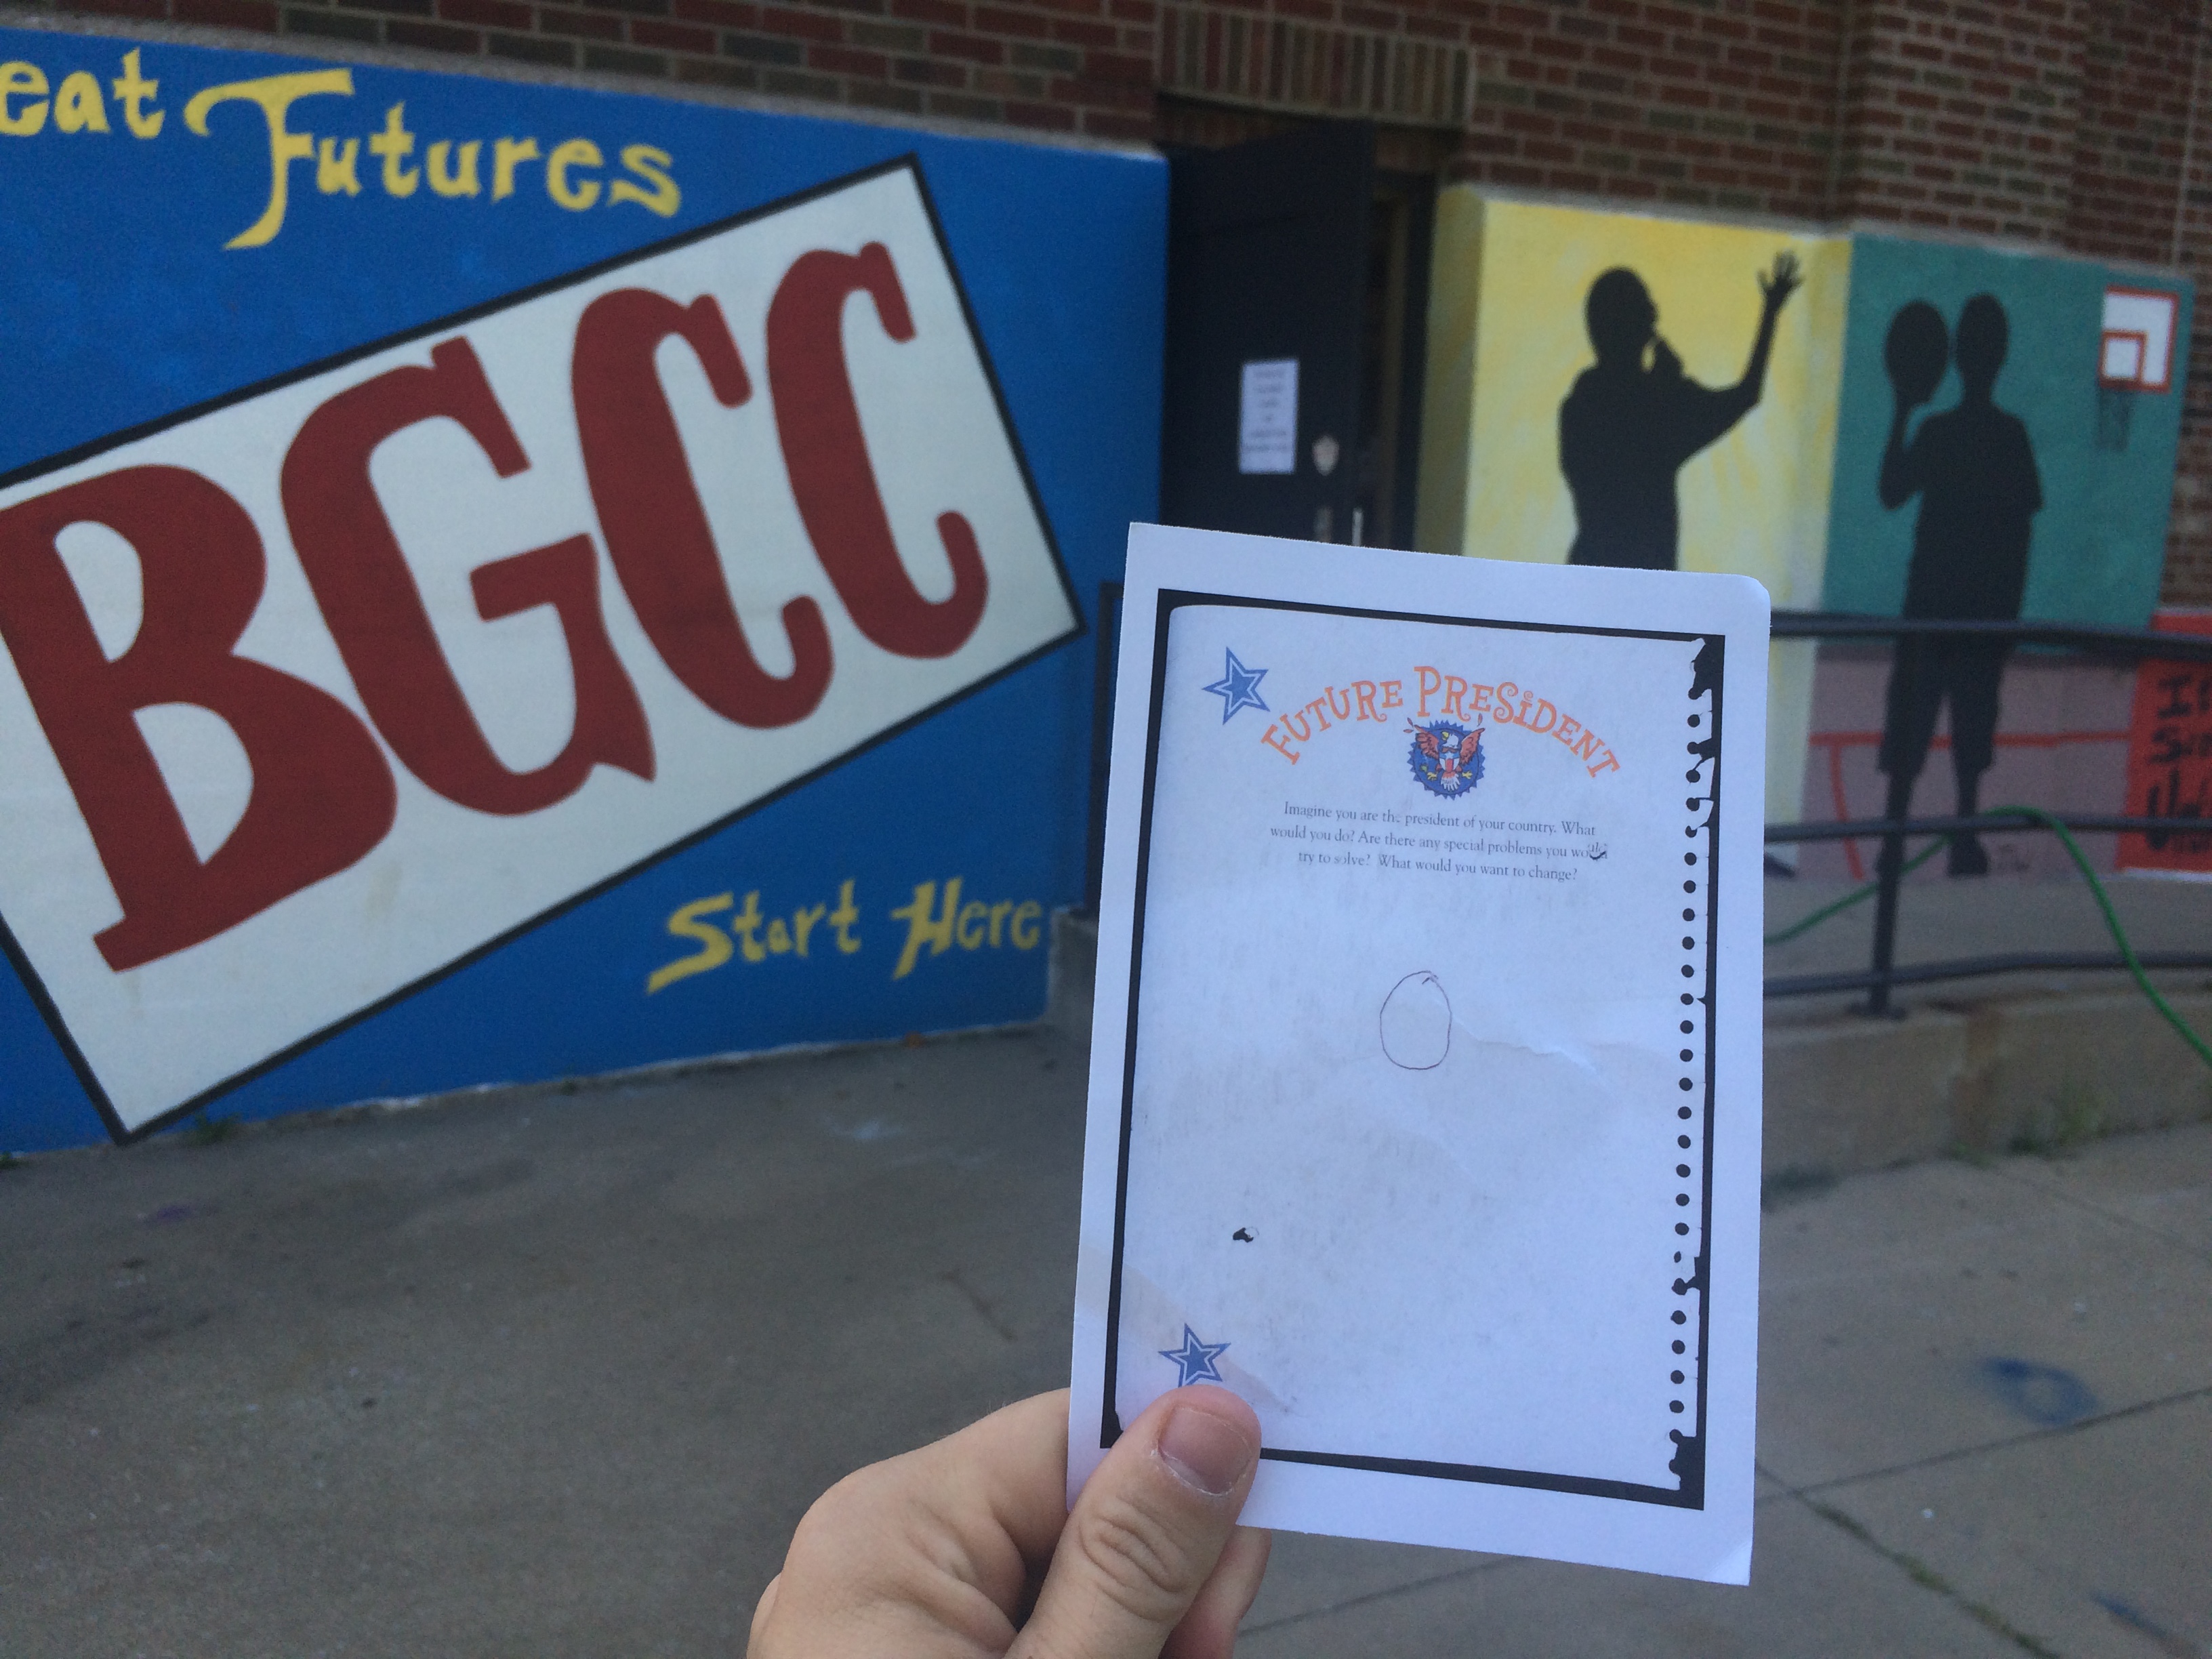 eat Futures
BGCC
Start Here
FUTURE PRESiDENT
Imagine you are the president of your country. What
would you do? Are there any special problems you would
try to solve? What would you want to change?